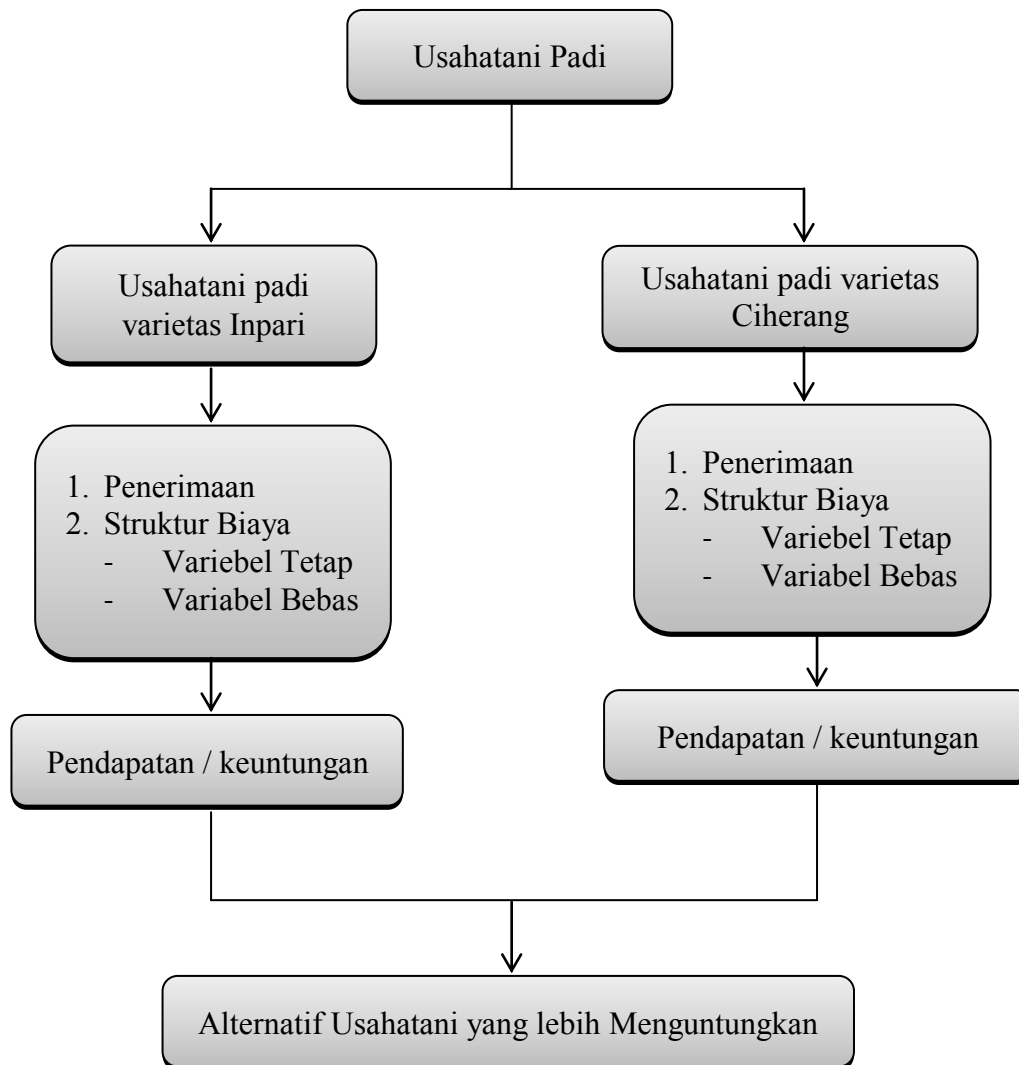 Usahatani Padi
Usahatani padi
varietas Inpari
Usahatani padi varietas
Ciherang
1. Penerimaan
2. Struktur Biaya
- Variebel Tetap
- Variabel Bebas
1. Penerimaan
2. Struktur Biaya
- Variebel Tetap
- Variabel Bebas
Pendapatan / keuntungan
Pendapatan / keuntungan
Alternatif Usahatani yang lebih Menguntungkan